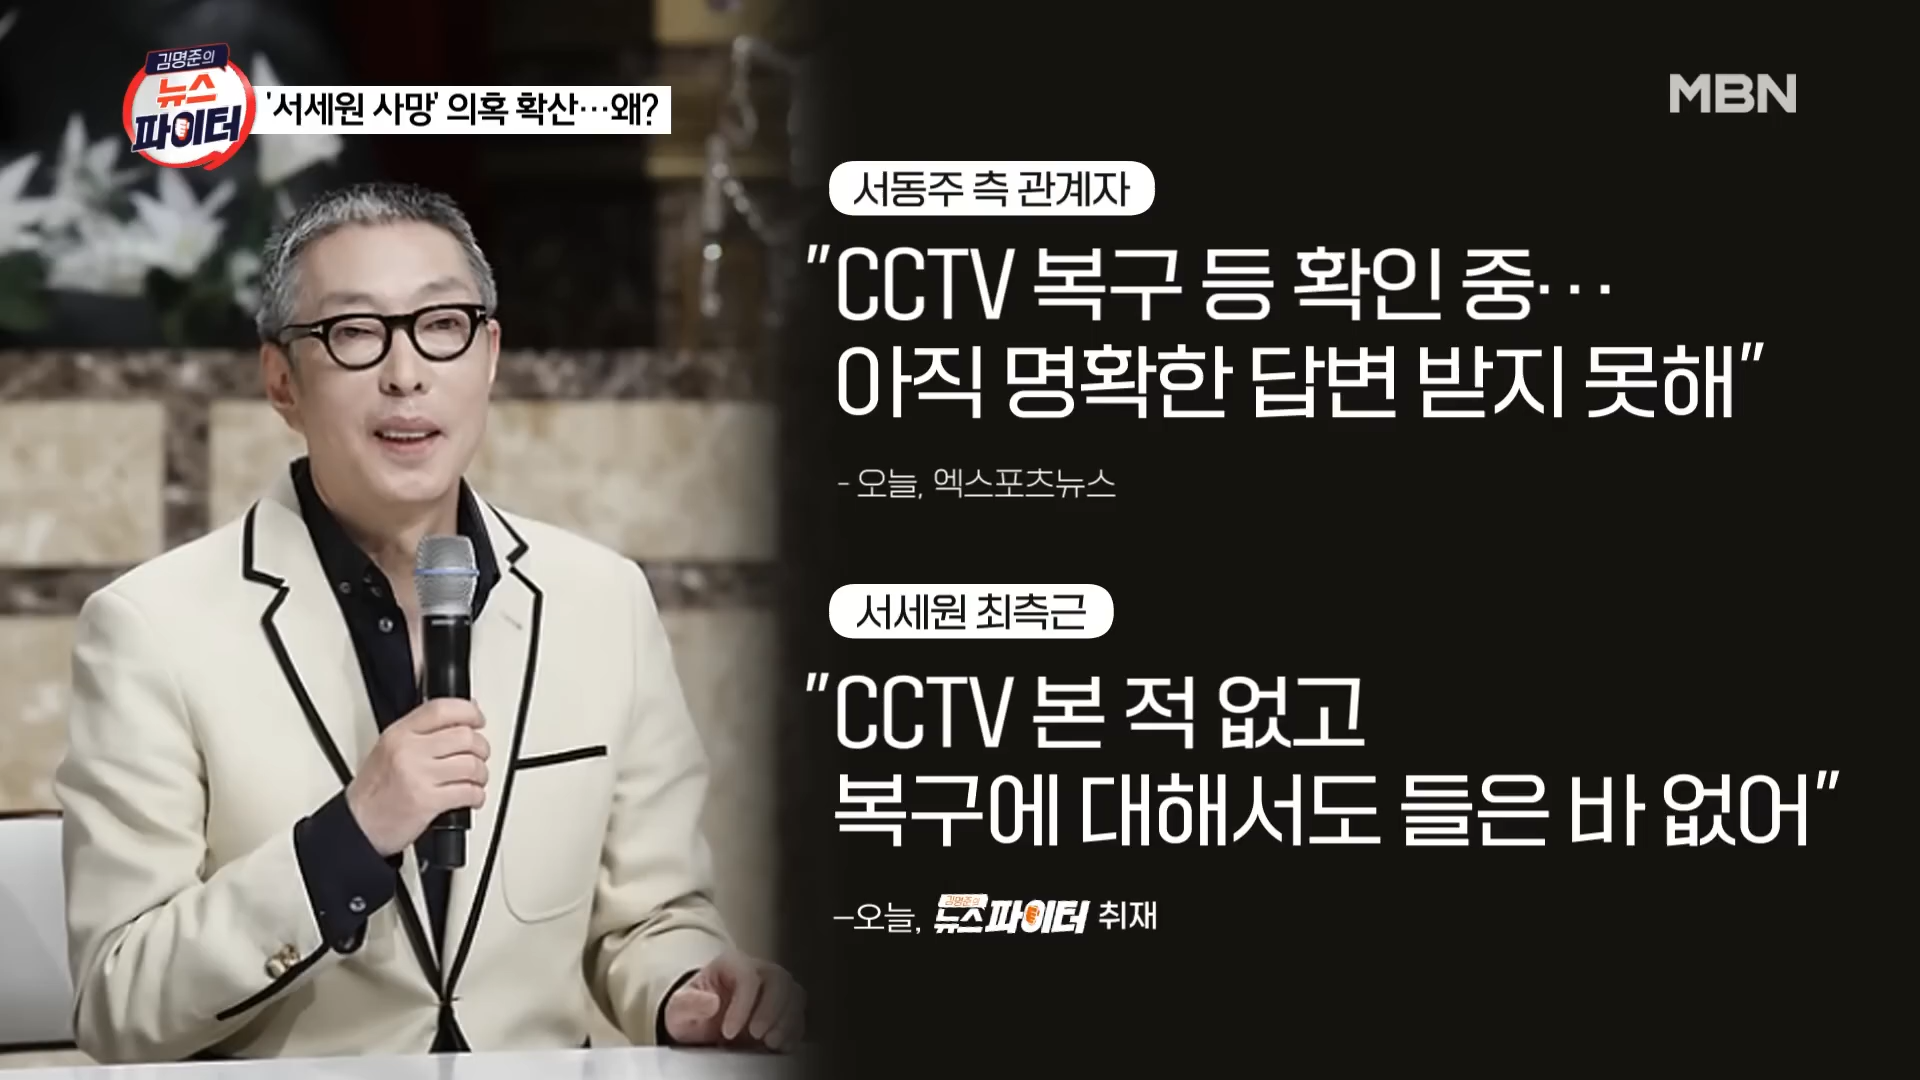 김명준의
뉴스
파이터
'서세원 사망' 의혹 확산…왜?
MBN
서동주 측 관계자
"CCTV 복구 등 확인 중…
아직 명확한 답변 받지 못해"
- 오늘, 엑스포츠뉴스
서세원 최측근
"CCTV 본 적 없고
복구에 대해서도 들은 바 없어"
–오늘, 김명준의 뉴스파이터 취재